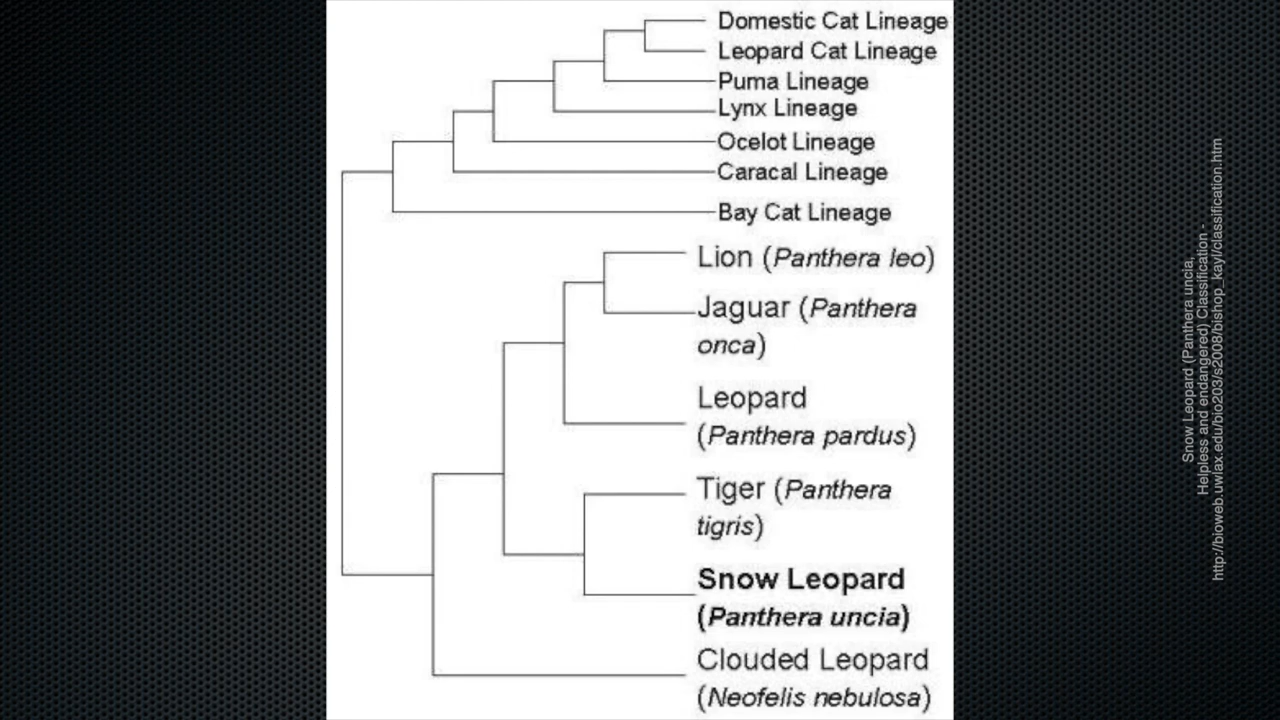 Domestic Cat Lineage
Leopard Cat Lineage
Puma Lineage
Lynx Lineage
Ocelot Lineage
Caracal Lineage
Bay Cat Lineage
Lion (Panthera leo)
Jaguar (Panthera
onca)
Leopard
(Panthera pardus)
Tiger (Panthera
tigris)
Snow Leopard
(Panthera uncia)
Clouded Leopard
(Neofelis nebulosa)
Snow Leopard (Panthera uncia,
Helpless and endangered) Classification -
http://bioweb.uwlax.edu/bio203/s2008/bishop_kayl/classification.htm